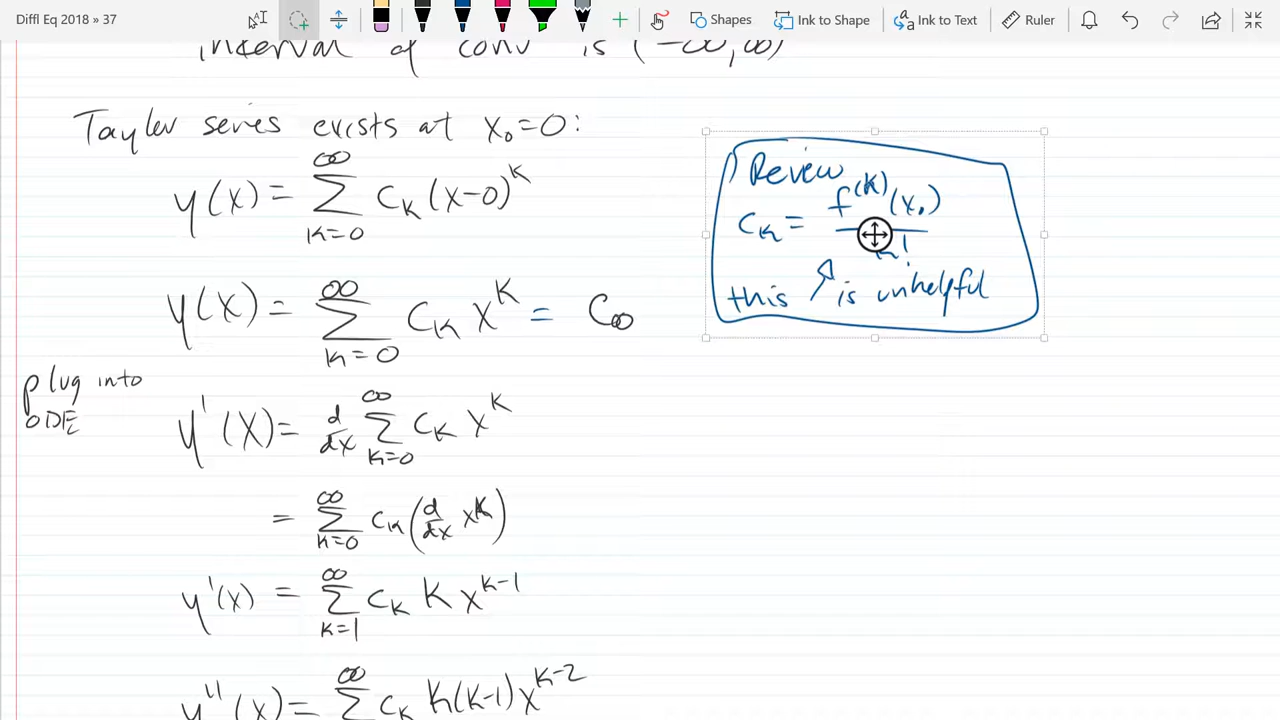 Diffl Eq 2018 » 37
Shapes
Ink to Shape
Ink to Text
Ruler
interval of conv is (-∞,∞)
Tayler series exists at x₀=0:
y(x) = ∑_{k=0}^{∞} c_k (x-0)^k
Review
c_k = f^{(k)}(x₀) / k!
this ↗ is unhelpful
y(x) = ∑_{k=0}^{∞} c_k x^k = c∞
plug into
ODE
y'(x) = d/dx ∑_{k=0}^{∞} c_k x^k
= ∑_{k=0}^{∞} c_k (d/dx x^k)
y'(x) = ∑_{k=1}^{∞} c_k k x^{k-1}
y''(x) = ∑^{∞} c_k k(k-1) x^{k-2}